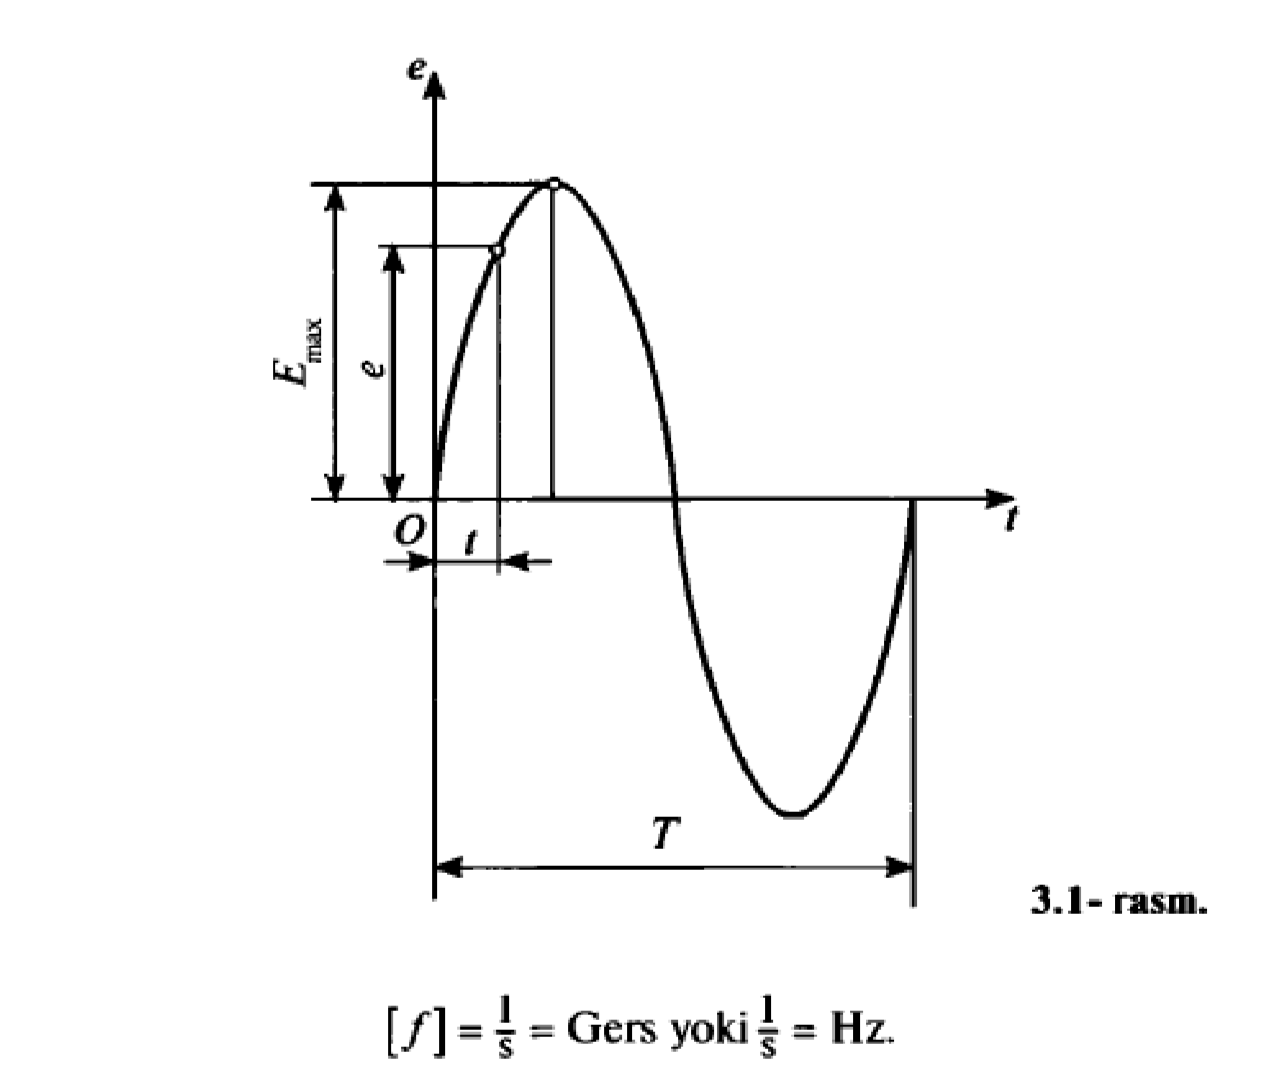 e
E_max
e
O
t
t
T
3.1- rasm.
[f] = 1/s = Gers yoki 1/s = Hz.